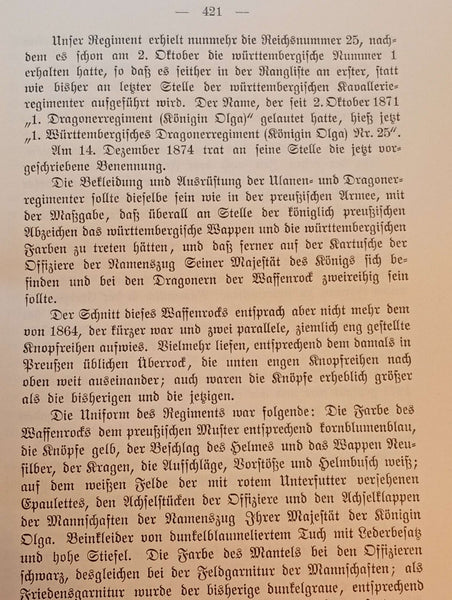 — 421 —
Unser Regiment erhielt nunmehr die Reichsnummer 25, nach-
dem es schon am 2. Oktober die württembergische Nummer 1
erhalten hatte, so daß es seither in der Rangliste an erster, statt
wie bisher an letzter Stelle der württembergischen Kavallerie-
regimenter aufgeführt wird. Der Name, der seit 2. Oktober 1871
„1. Dragonerregiment (Königin Olga)“ gelautet hatte, hieß jetzt
„1. Württembergisches Dragonerregiment (Königin Olga) Nr. 25“.
Am 14. Dezember 1874 trat an seine Stelle die jetzt vor-
geschriebene Benennung.
Die Bekleidung und Ausrüstung der Ulanen- und Dragoner-
regimenter sollte dieselbe sein wie in der preußischen Armee, mit
der Maßgabe, daß überall an Stelle der königlich preußischen
Abzeichen das württembergische Wappen und die württembergischen
Farben zu treten hätten, und daß ferner auf der Kartusche der
Offiziere der Namenszug Seiner Majestät des Königs sich be-
finden und bei den Dragonern der Waffenrock zweireihig sein
sollte.
Der Schnitt dieses Waffenrocks entsprach aber nicht mehr dem
von 1864, der kürzer war und zwei parallele, ziemlich eng gestellte
Knopfreihen aufwies. Vielmehr liefen, entsprechend dem damals in
Preußen üblichen Überrock, die unten engen Knopfreihen nach
oben weit auseinander; auch waren die Knöpfe erheblich größer
als die bisherigen und die jetzigen.
Die Uniform des Regiments war folgende: Die Farbe des
Waffenrocks dem preußischen Muster entsprechend kornblumenblau,
die Knöpfe gelb, der Beschlag des Helmes und das Wappen Neu-
silber, der Kragen, die Aufschläge, Vorstöße und Helmbusch weiß;
auf dem weißen Felde der mit rotem Unterfutter versehenen
Epaulettes, den Achselstücken der Offiziere und den Achselklappen
der Mannschaften der Namenszug Ihrer Majestät der Königin
Olga. Beinkleider von dunkelblaumeliertem Tuch mit Lederbesatz
und hohe Stiefel. Die Farbe des Mantels bei den Offizieren
schwarz, desgleichen bei der Feldgarnitur der Mannschaften; als
Friedensgarnitur wurde der bisherige dunkelgraue, entsprechend